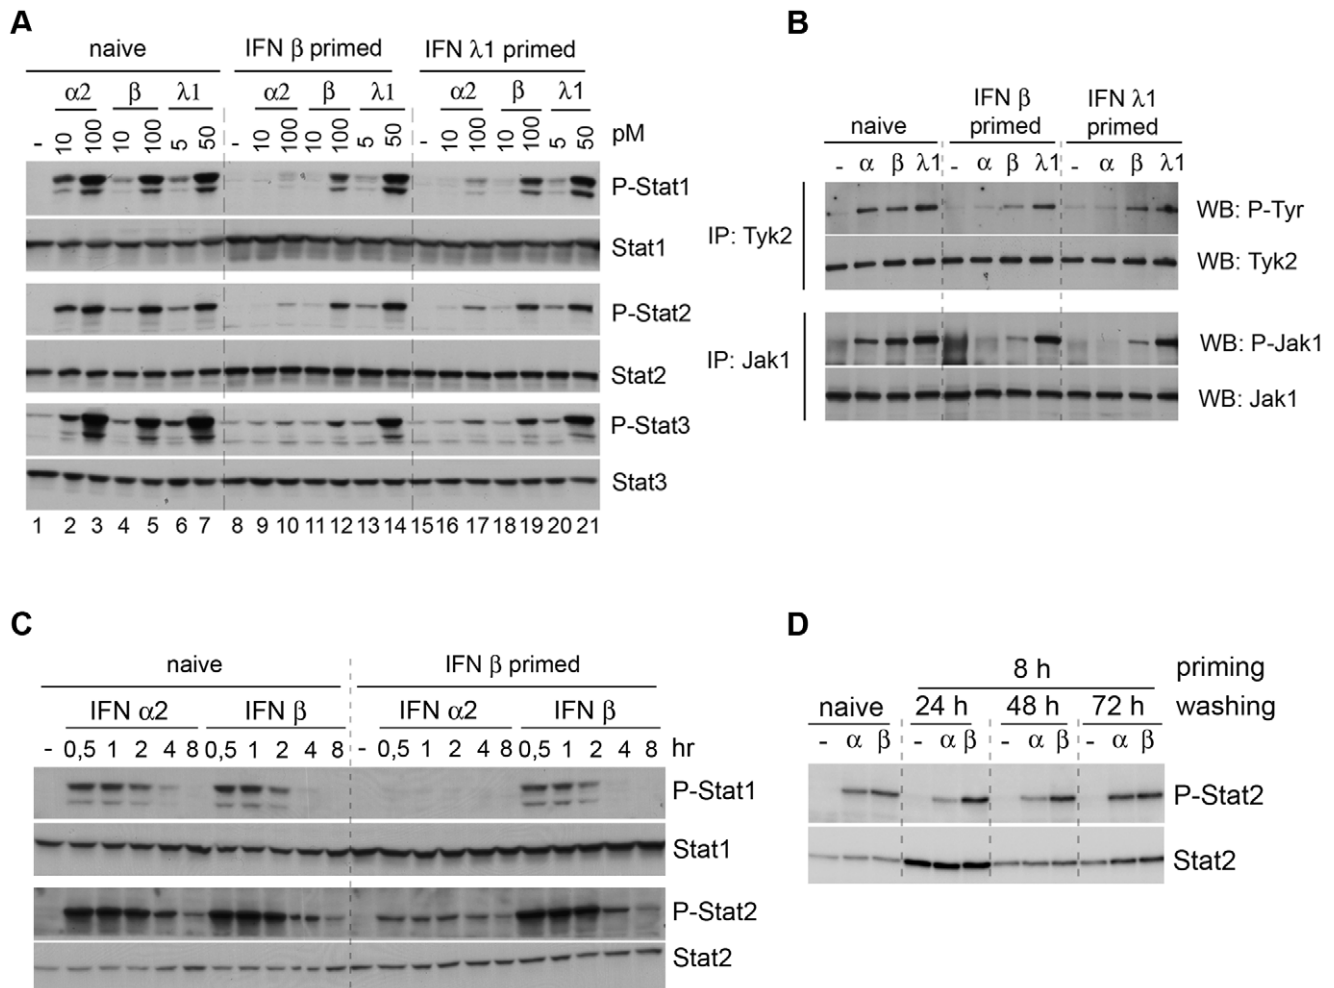 A
naive IFN β primed IFN λ1 primed
α2 β λ1 α2 β λ1 α2 β λ1
- 10 100 10 100 5 50 - 10 100 10 100 5 50 - 10 100 10 100 5 50 pM
P-Stat1
Stat1
P-Stat2
Stat2
P-Stat3
Stat3
1 2 3 4 5 6 7 8 9 10 11 12 13 14 15 16 17 18 19 20 21
B
naive IFN β primed IFN λ1 primed
- α β λ1 - α β λ1 - α β λ1
IP: Tyk2
WB: P-Tyr
WB: Tyk2
IP: Jak1
WB: P-Jak1
WB: Jak1
C
naive IFN β primed
IFN α2 IFN β IFN α2 IFN β
- 0,5 1 2 4 8 0,5 1 2 4 8 - 0,5 1 2 4 8 0,5 1 2 4 8 hr
P-Stat1
Stat1
P-Stat2
Stat2
D
8 h priming
naive 24 h 48 h 72 h washing
- α β - α β - α β - α β
P-Stat2
Stat2